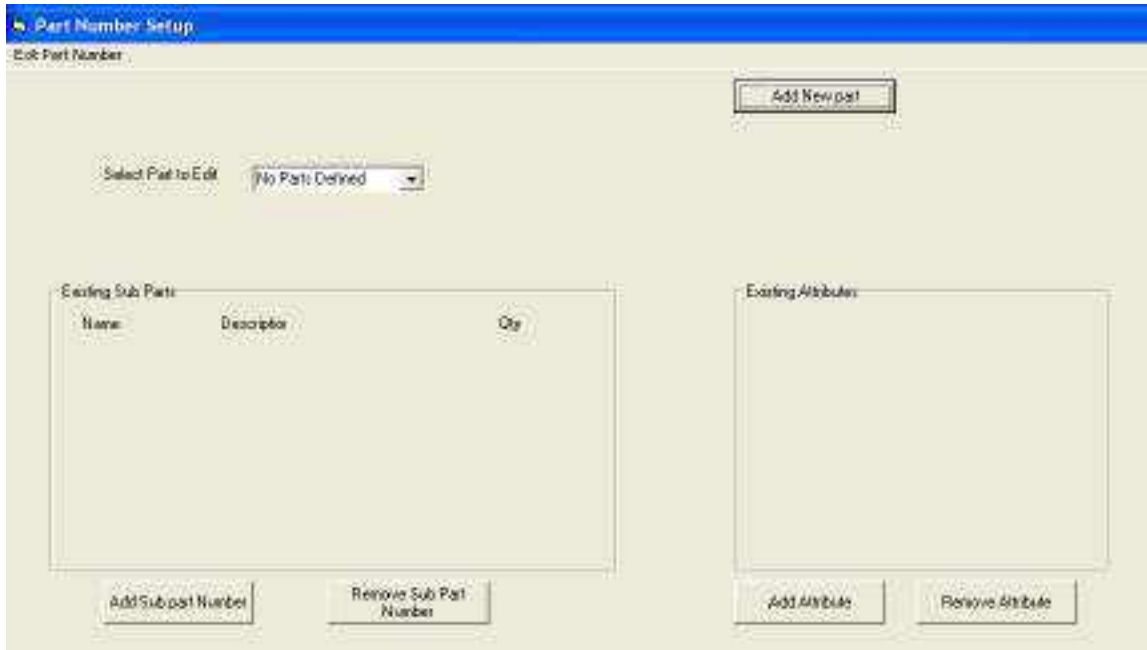 Part Number Setup
Exit Part Number
Add New part
Select Part to Edit
No Parts Defined
Existing Sub Parts
Existing Attributes
Name
Description
Qty
Add Sub part Number
Remove Sub Part
Number
Add Attribute
Remove Attribute